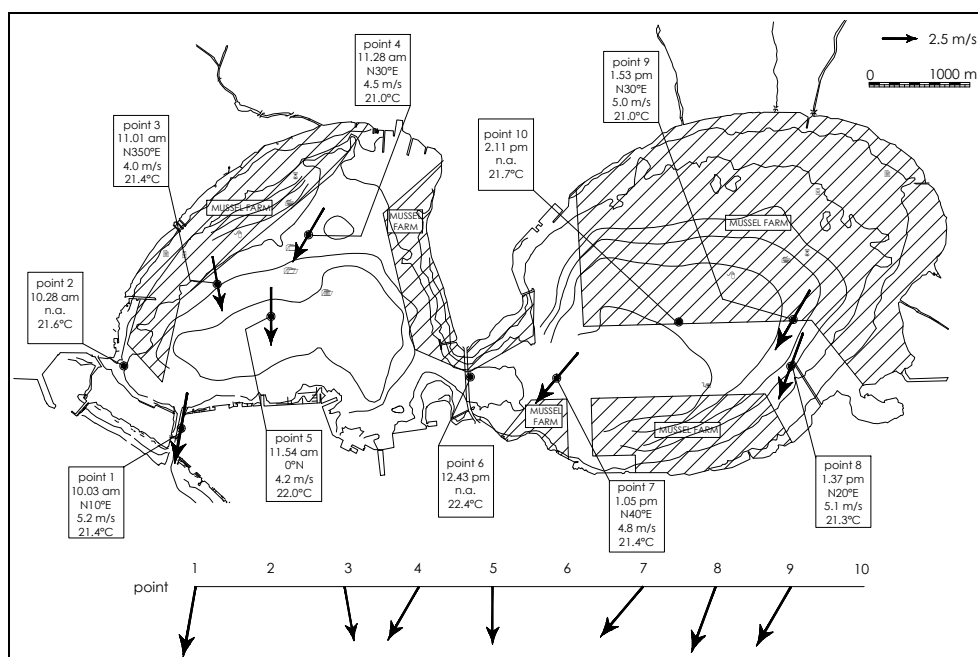 2.5 m/s
0 1000 m
point 4
11.28 am
N30°E
4.5 m/s
21.0°C
point 9
1.53 pm
N30°E
5.0 m/s
21.0°C
point 3
11.01 am
N350°E
4.0 m/s
21.4°C
point 10
2.11 pm
n.a.
21.7°C
MUSSEL FARM
MUSSEL
FARM
MUSSEL FARM
point 2
10.28 am
n.a.
21.6°C
MUSSEL
FARM
MUSSEL FARM
point 1
10.03 am
N10°E
5.2 m/s
21.4°C
point 5
11.54 am
0°N
4.2 m/s
22.0°C
point 6
12.43 pm
n.a.
22.4°C
point 7
1.05 pm
N40°E
4.8 m/s
21.4°C
point 8
1.37 pm
N20°E
5.1 m/s
21.3°C
1 2 3 4 5 6 7 8 9 10
point